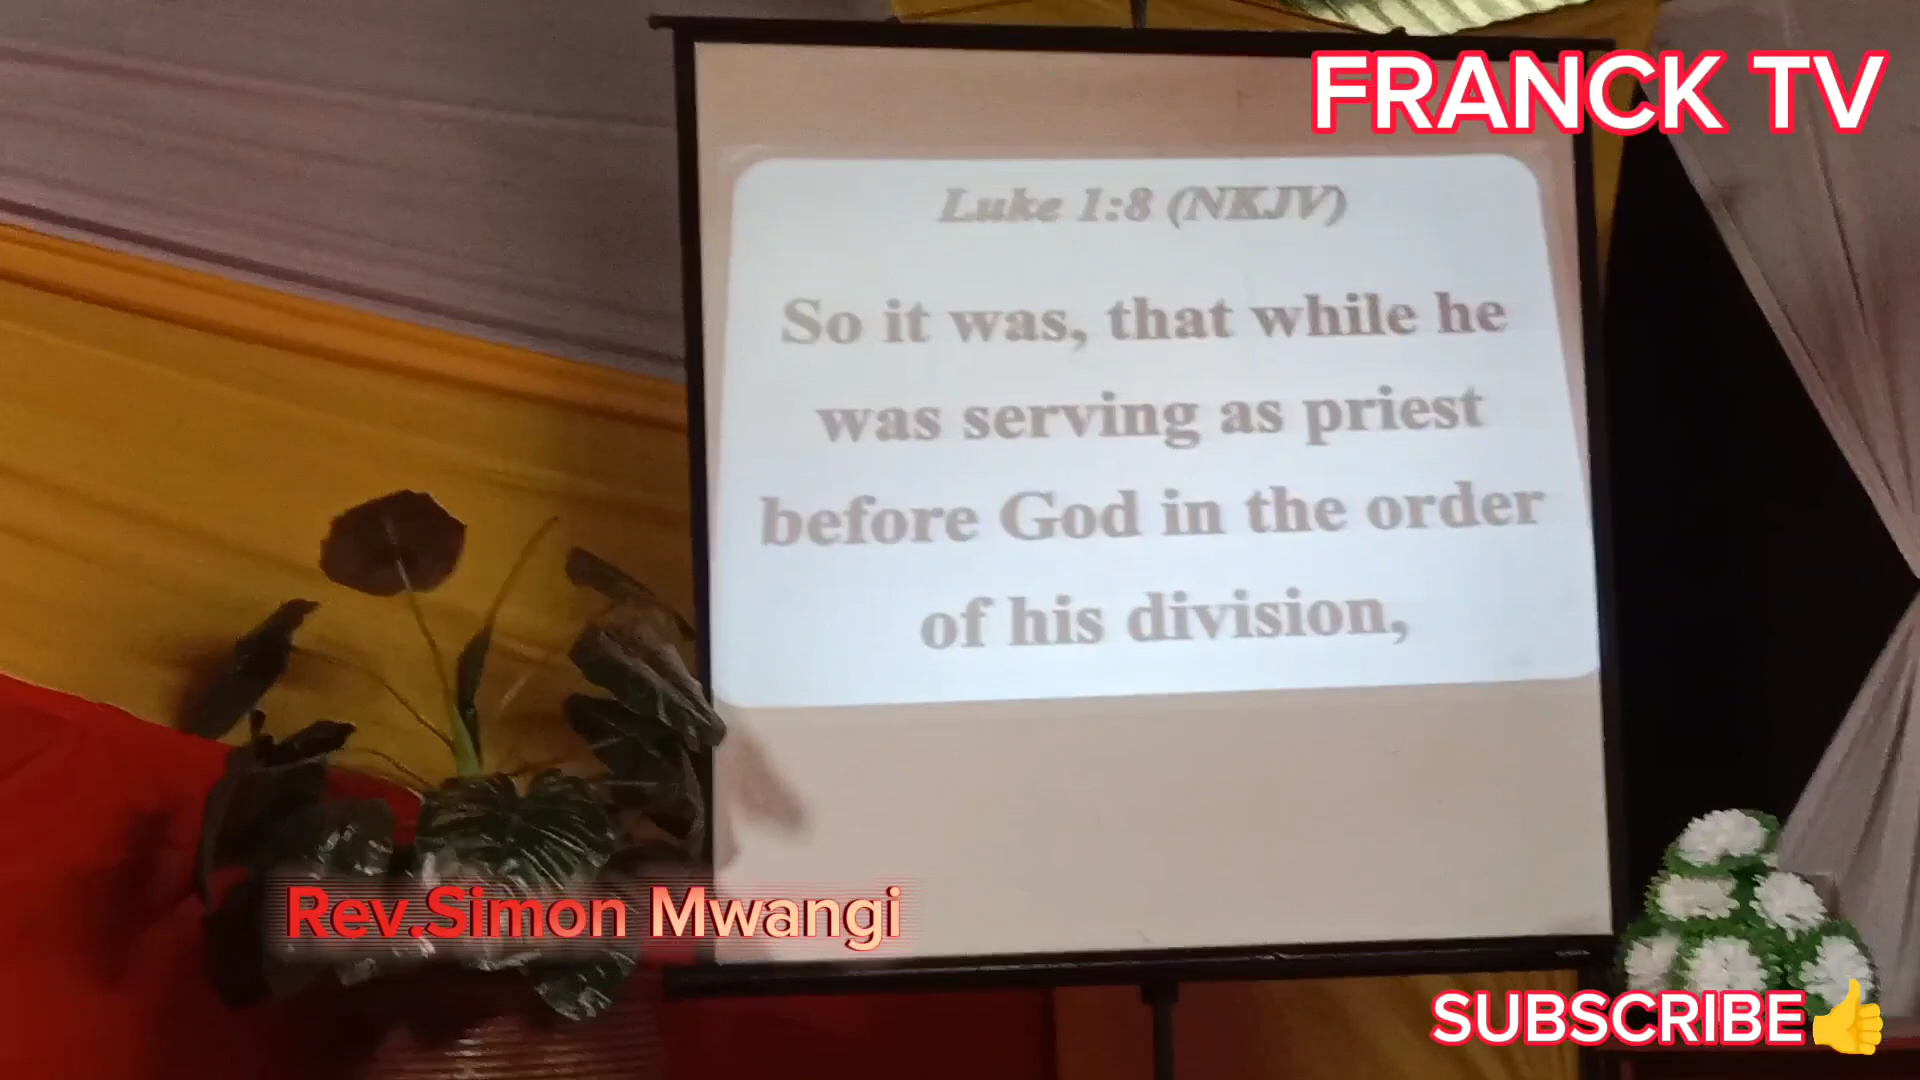 FRANCK TV
Luke 1:8 (NKJV)
So it was, that while he
was serving as priest
before God in the order
of his division,
Rev.Simon Mwangi
SUBSCRIBE👍